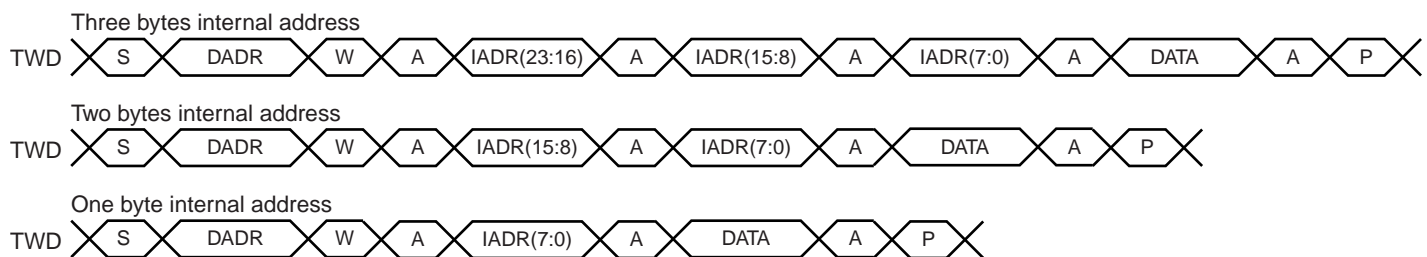 Three bytes internal address
TWD S DADR W A IADR(23:16) A IADR(15:8) A IADR(7:0) A DATA A P
Two bytes internal address
TWD S DADR W A IADR(15:8) A IADR(7:0) A DATA A P
One byte internal address
TWD S DADR W A IADR(7:0) A DATA A P